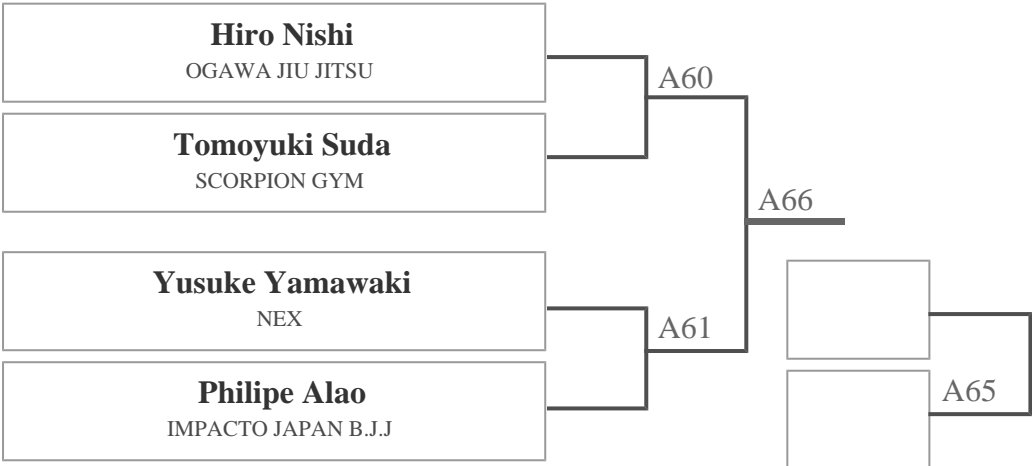 Hiro Nishi
OGAWA JIU JITSU
A60
Tomoyuki Suda
SCORPION GYM
A66
Yusuke Yamawaki
NEX
A61
Philipe Alao
IMPACTO JAPAN B.J.J
A65